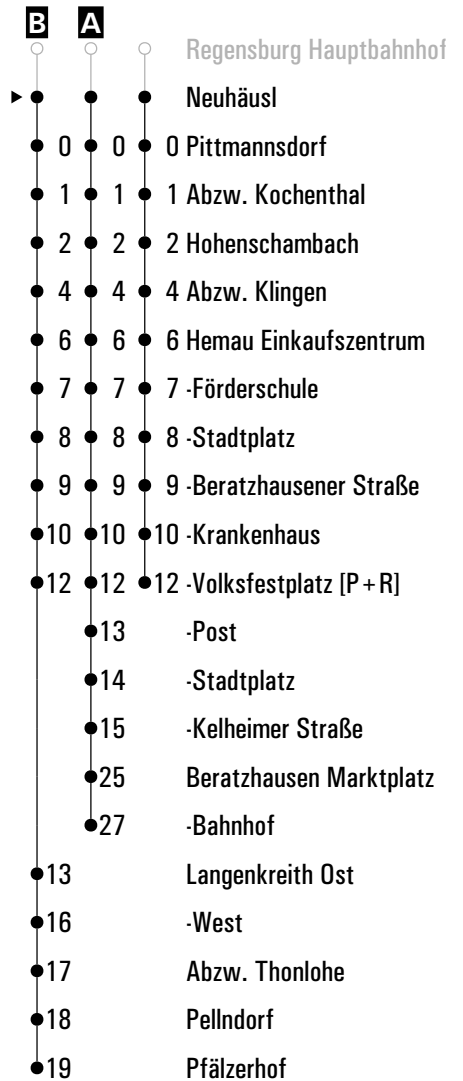 B A
Regensburg Hauptbahnhof
Neuhäusl
0 0 0 Pittmannsdorf
1 1 1 Abzw. Kochenthal
2 2 2 Hohenschambach
4 4 4 Abzw. Klingen
6 6 6 Hemau Einkaufszentrum
7 7 7 -Förderschule
8 8 8 -Stadtplatz
9 9 9 -Beratzhausener Straße
10 10 10 -Krankenhaus
12 12 12 -Volksfestplatz [P+R]
13 -Post
14 -Stadtplatz
15 -Kelheimer Straße
25 Beratzhausen Marktplatz
27 -Bahnhof
13 Langenkreith Ost
16 -West
17 Abzw. Thonlohe
18 Pellndorf
19 Pfälzerhof